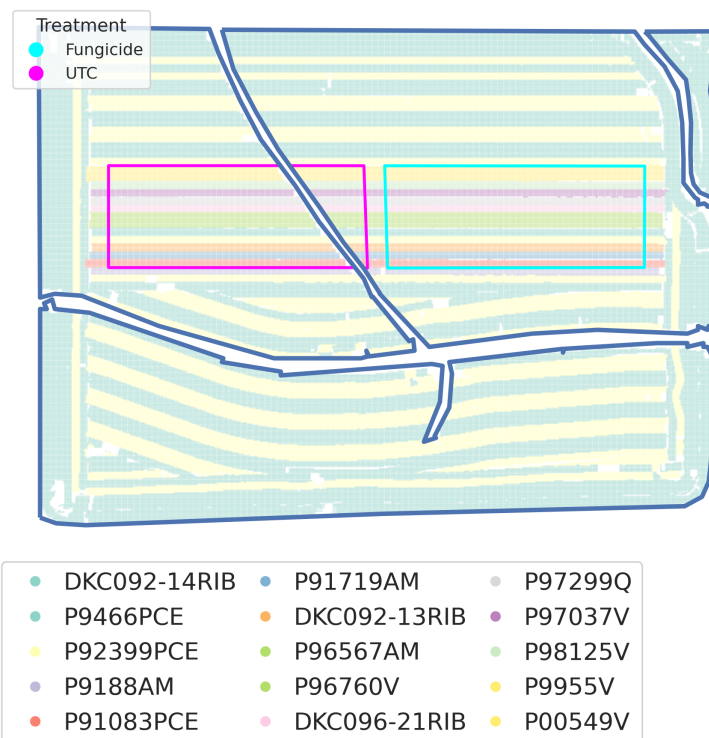 Treatment
Fungicide
UTC
DKC092-14RIB
P9466PCE
P92399PCE
P9188AM
P91083PCE
P91719AM
DKC092-13RIB
P96567AM
P96760V
DKC096-21RIB
P97299Q
P97037V
P98125V
P9955V
P00549V